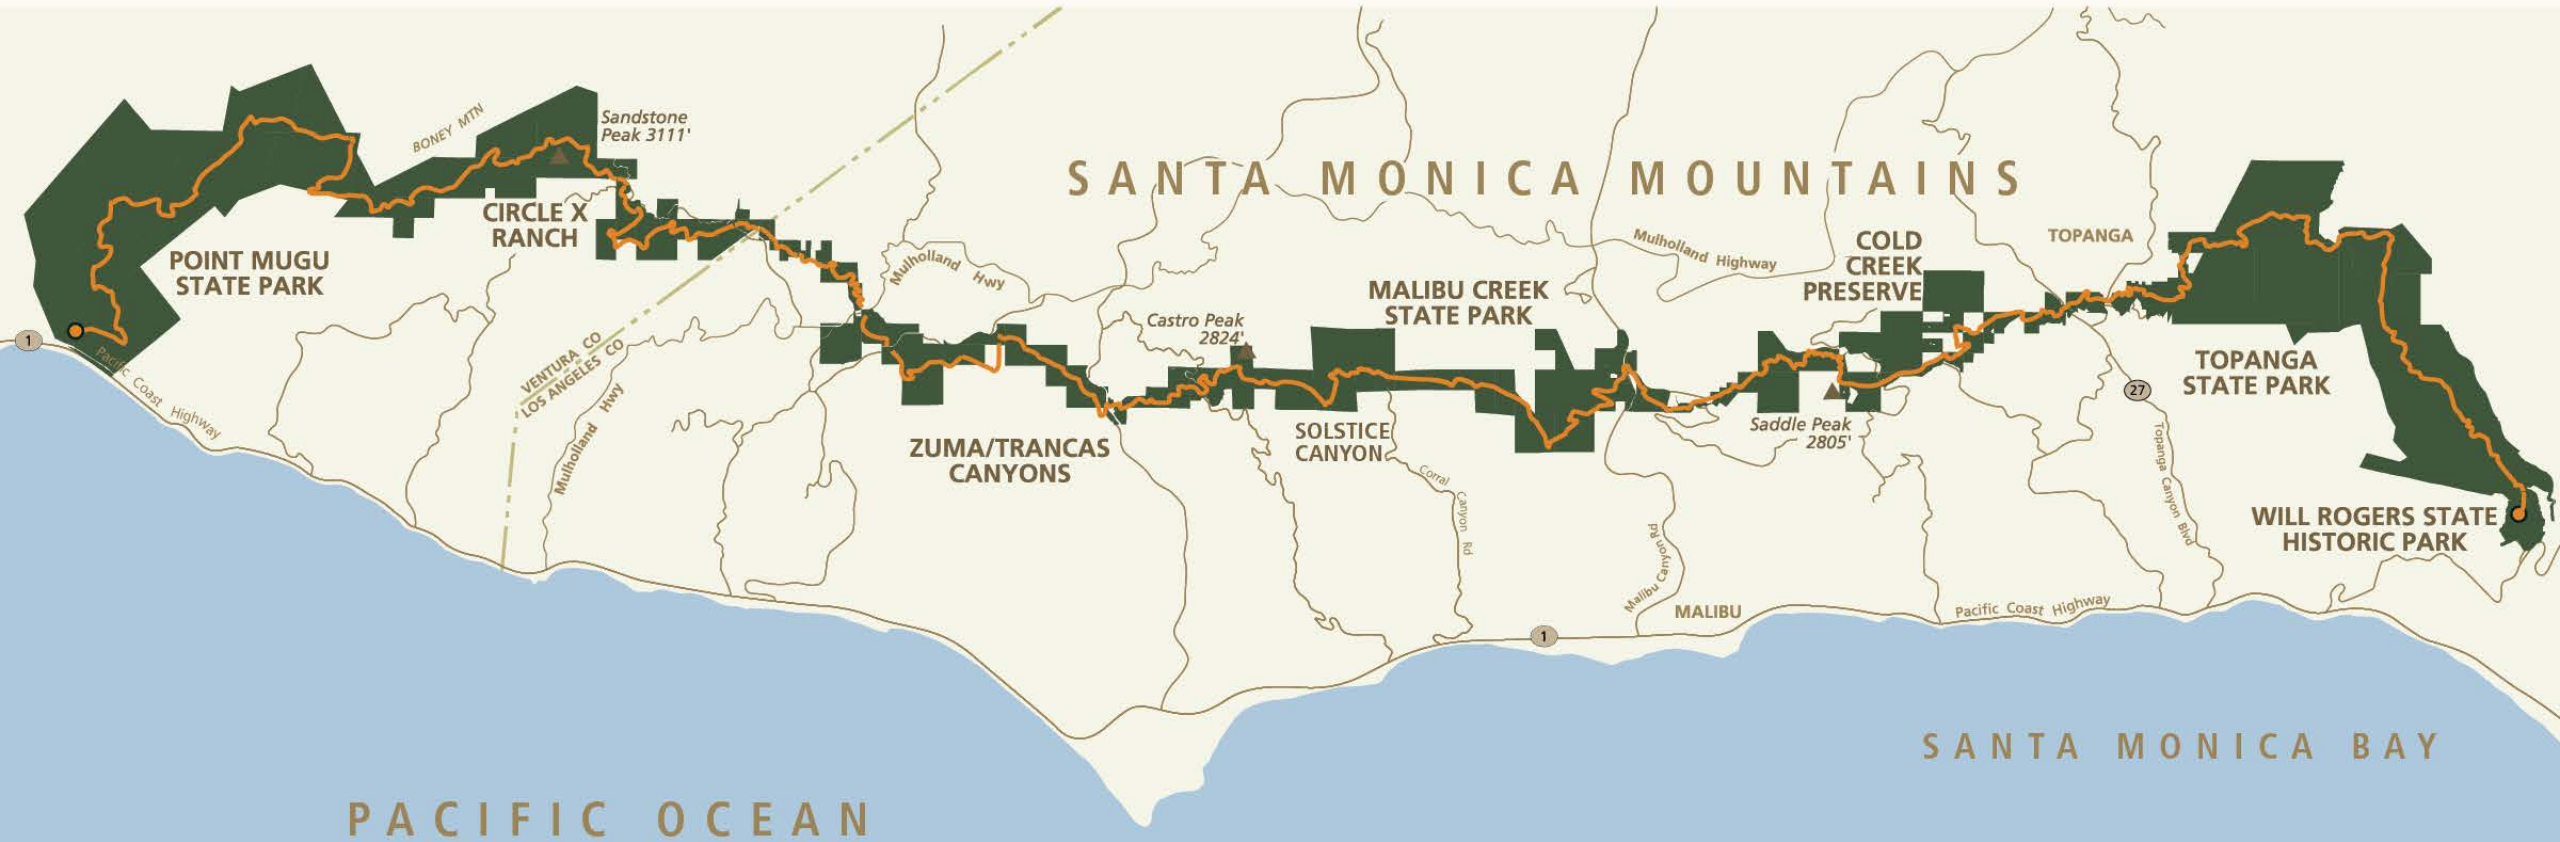 BONEY MTN
Sandstone
Peak 3111'
SANTA MONICA MOUNTAINS
CIRCLE X
RANCH
POINT MUGU
STATE PARK
1
Pacific Coast Highway
VENTURA CO
LOS ANGELES CO
Mulholland Hwy
Mulholland Hwy
ZUMA/TRANCAS
CANYONS
Castro Peak
2824'
MALIBU CREEK
STATE PARK
SOLSTICE
CANYON
Corral Canyon Rd
Mulholland Highway
COLD
CREEK
PRESERVE
TOPANGA
Saddle Peak
2805'
27
Topanga Canyon Blvd
TOPANGA
STATE PARK
WILL ROGERS STATE
HISTORIC PARK
Malibu Canyon Rd
MALIBU
1
Pacific Coast Highway
SANTA MONICA BAY
PACIFIC OCEAN